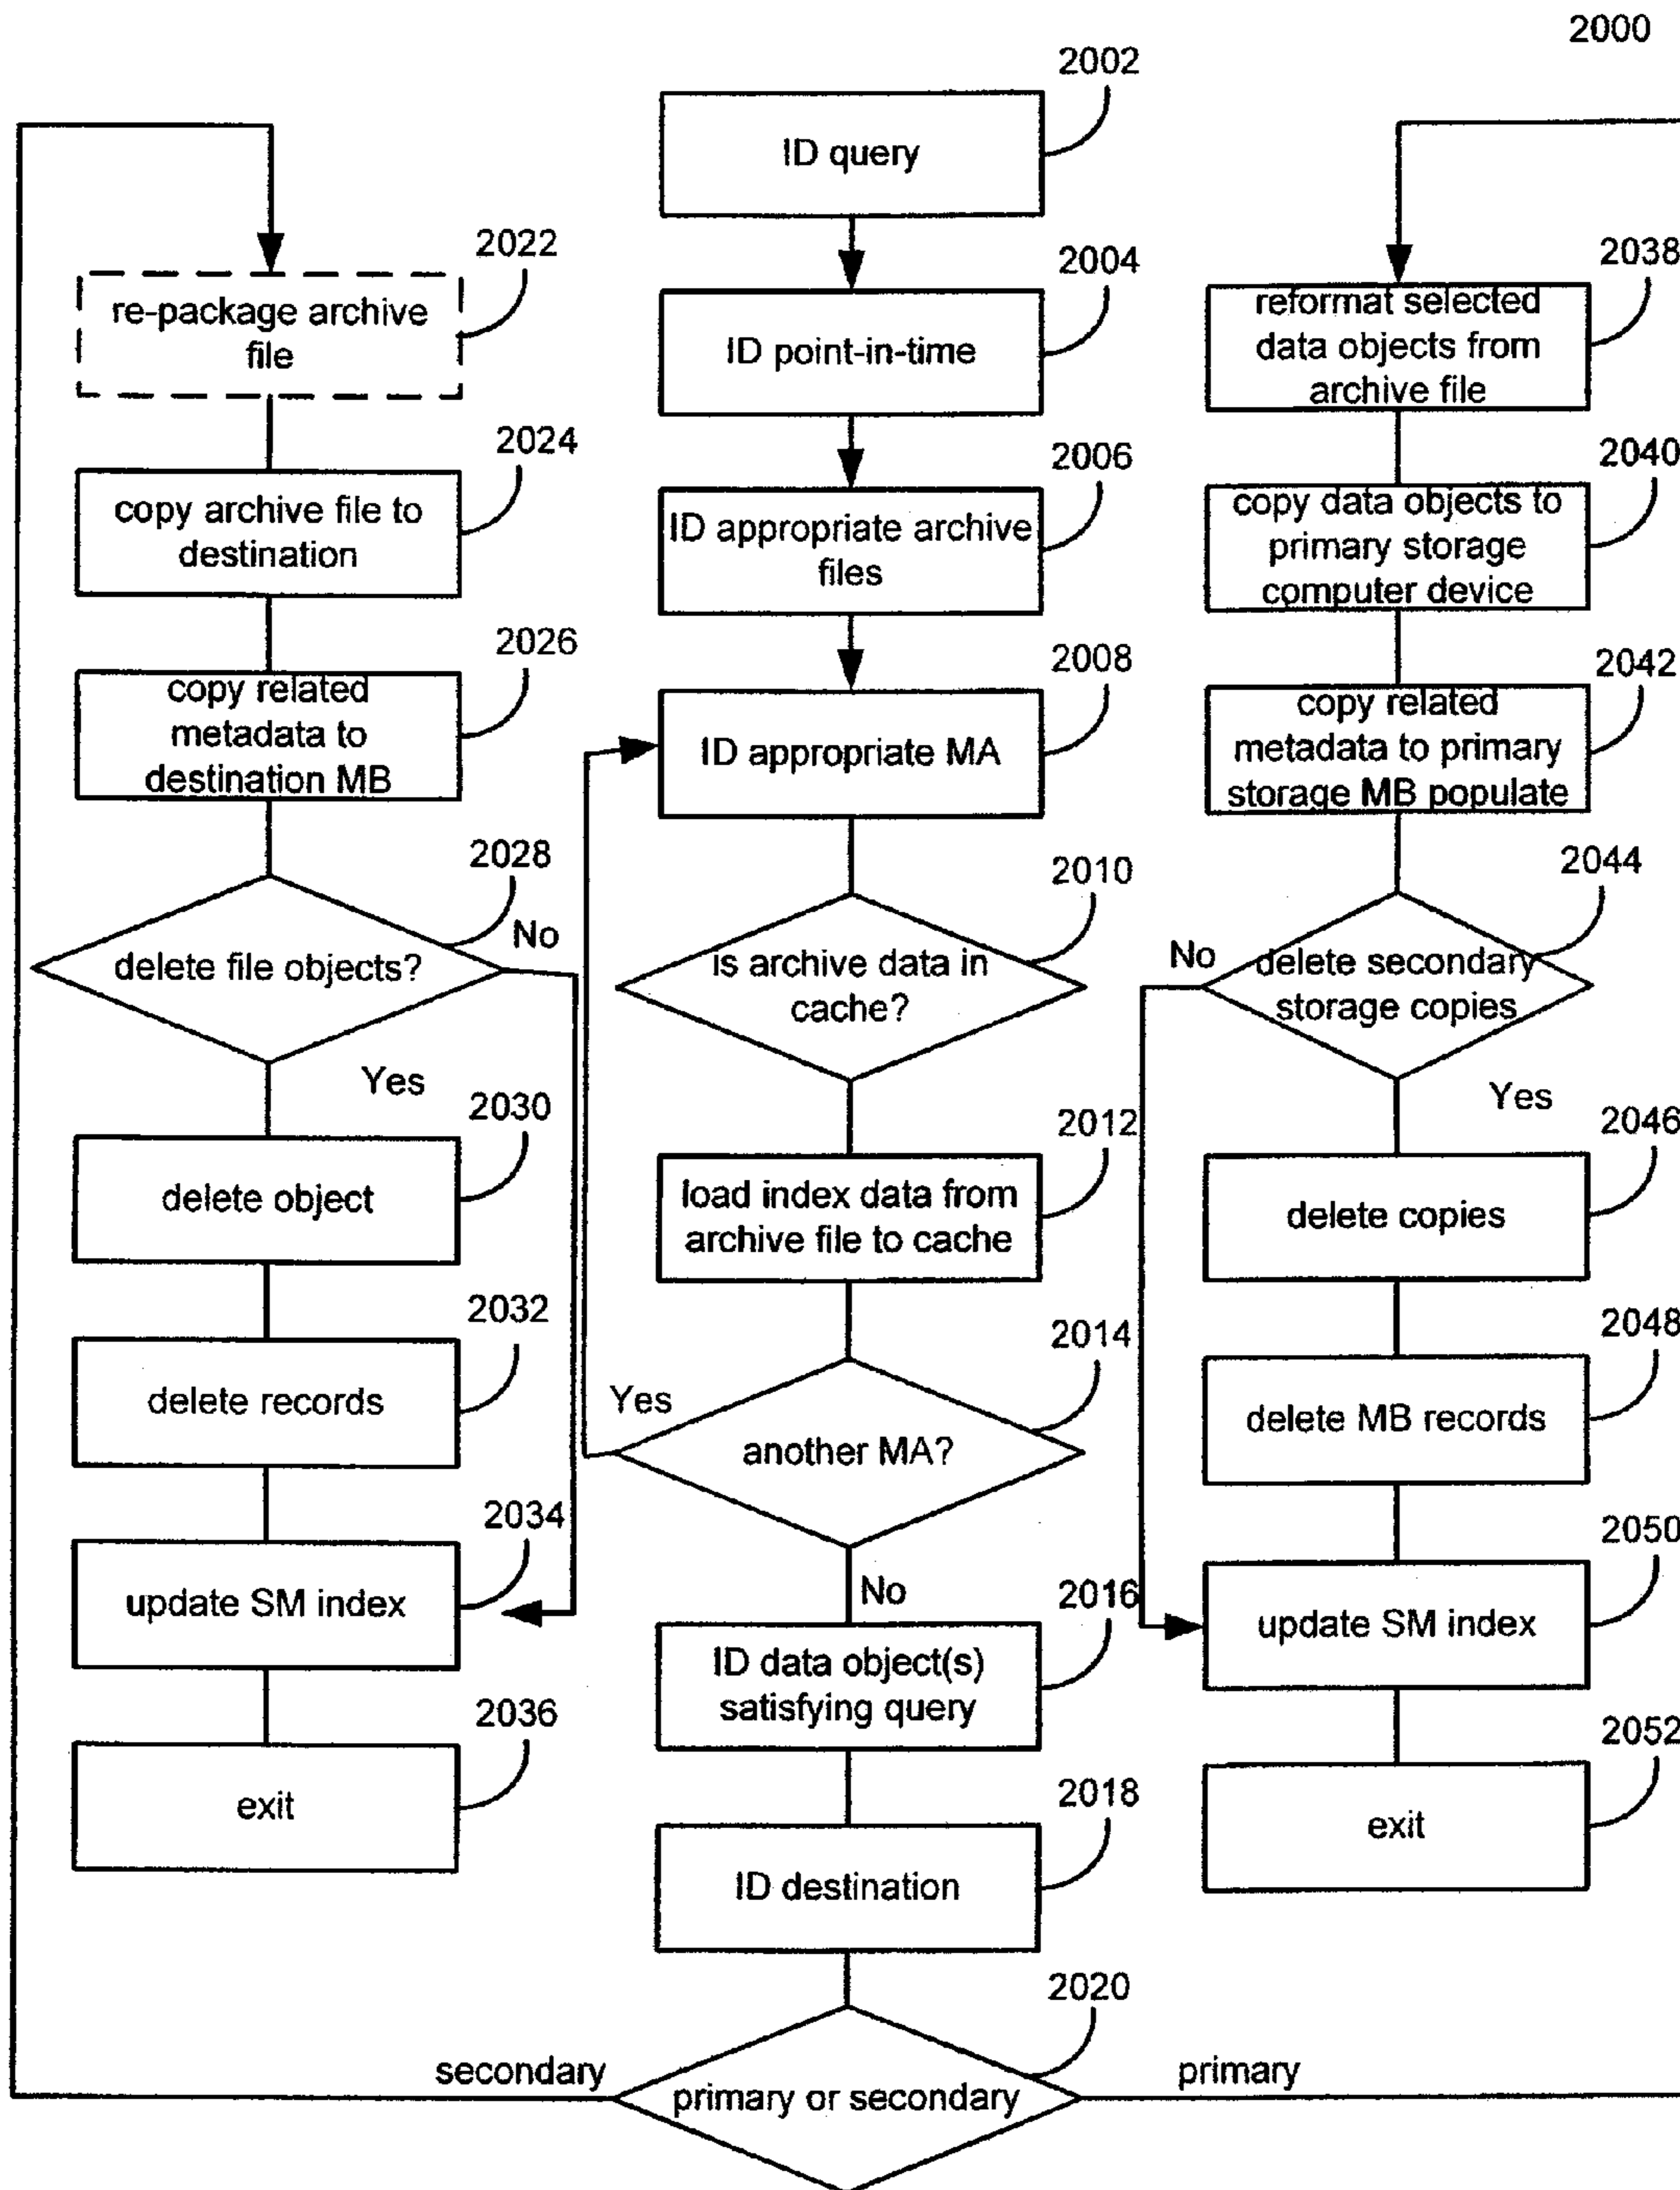 2000
2002
ID query
2004
ID point-in-time
2006
ID appropriate archive
files
2008
ID appropriate MA
2010
is archive data in
cache?
2012
load index data from
archive file to cache
2014
another MA?
Yes
No
2016
ID data object(s)
satisfying query
2018
ID destination
2020
primary or secondary
secondary
primary
2022
re-package archive
file
2024
copy archive file to
destination
2026
copy related
metadata to
destination MB
2028
delete file objects?
No
Yes
2030
delete object
2032
delete records
2034
update SM index
2036
exit
2038
reformat selected
data objects from
archive file
2040
copy data objects to
primary storage
computer device
2042
copy related
metadata to primary
storage MB populate
2044
delete secondary
storage copies
No
Yes
2046
delete copies
2048
delete MB records
2050
update SM index
2052
exit